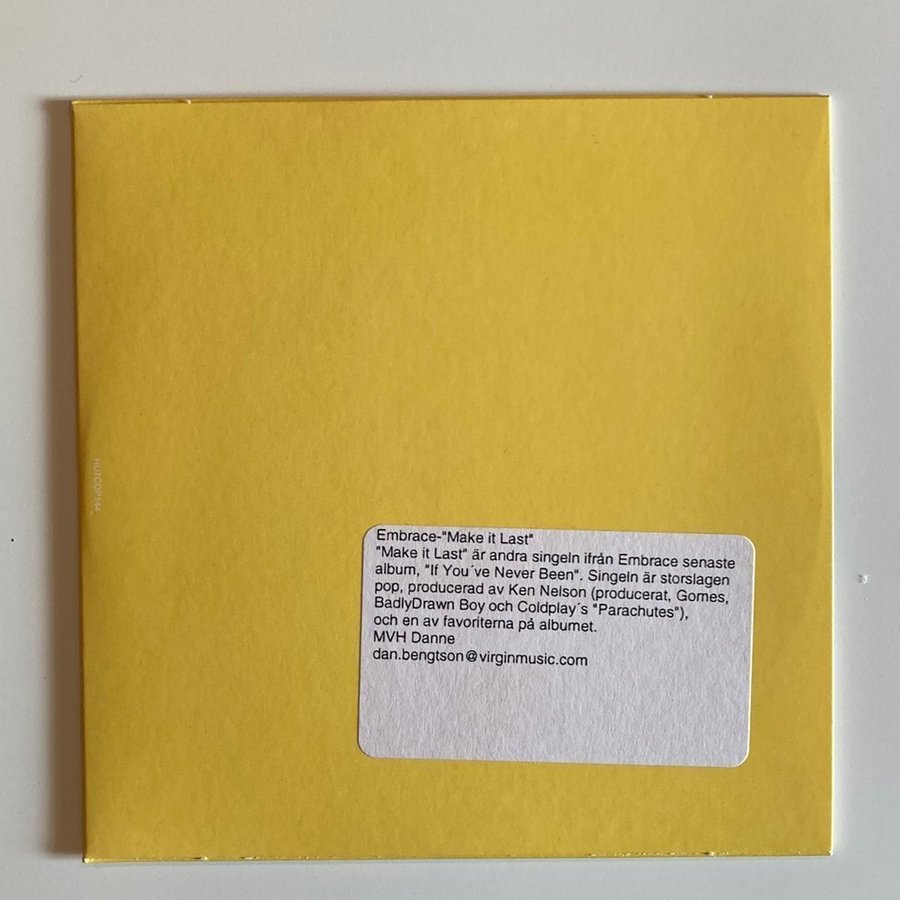 Embrace-"Make it Last"
"Make it Last" är andra singeln ifrån Embrace senaste
album, "If You´ve Never Been". Singeln är storslagen
pop, producerad av Ken Nelson (producerat, Gomes,
BadlyDrawn Boy och Coldplay´s "Parachutes"),
och en av favoriterna på albumet.
MVH Danne
dan.bengtson@virginmusic.com